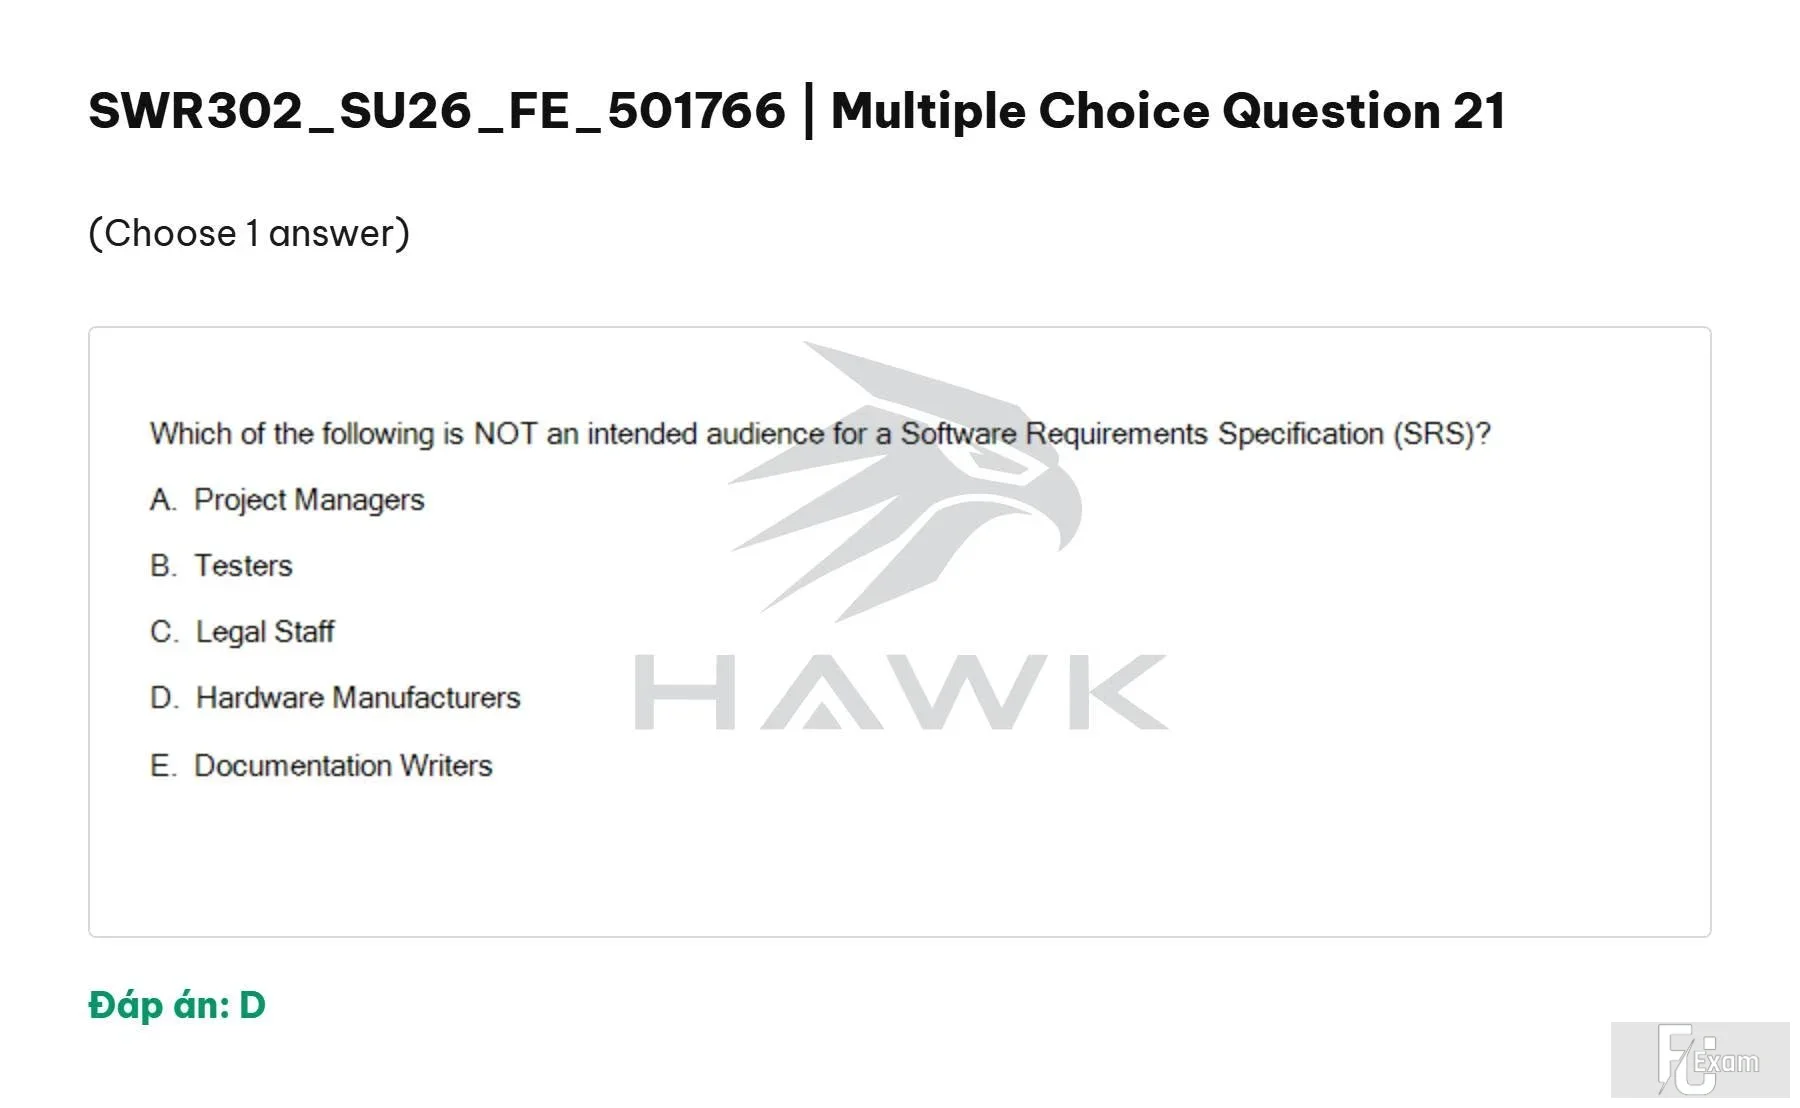 SWR302_SU26_FE_501766 | Multiple Choice Question 21
(Choose 1 answer)
Which of the following is NOT an intended audience for a Software Requirements Specification (SRS)?
A. Project Managers
B. Testers
C. Legal Staff
D. Hardware Manufacturers
E. Documentation Writers
HAWK
Đáp án: D
FU Exam